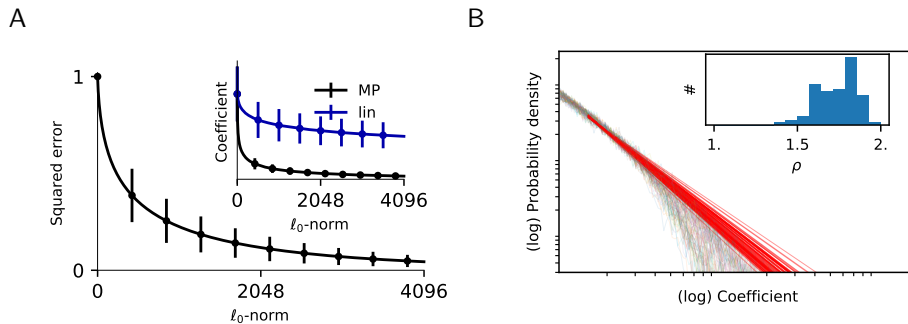 A
1
0
Squared error
0
2048
4096
ℓ₀-norm
Coefficient
MP
lin
0
2048
4096
ℓ₀-norm
B
(log) Probability density
(log) Coefficient
#
1.
1.5
2.
ρ